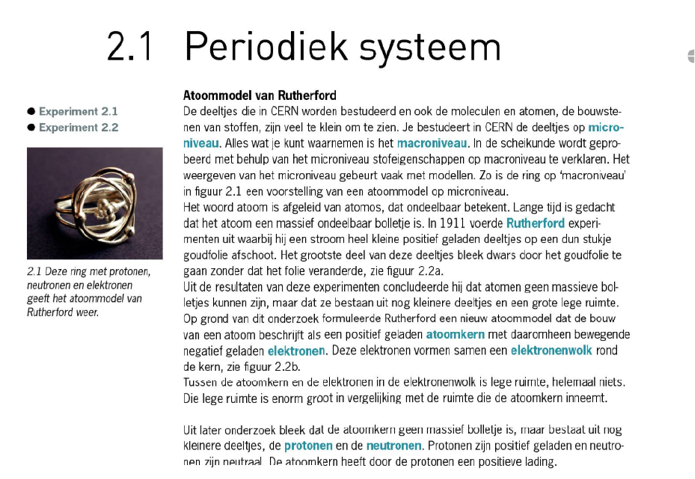 2.1 Periodiek systeem
Experiment 2.1
Experiment 2.2
2.1 Deze ring met protonen,
neutronen en elektronen
geeft het atoommodel van
Rutherford weer.
Atoommodel van Rutherford
De deeltjes die in CERN worden bestudeerd en ook de moleculen en atomen, de bouwste-
nen van stoffen, zijn veel te klein om te zien. Je bestudeert in CERN de deeltjes op micro-
niveau. Alles wat je kunt waarnemen is het macroniveau. In de scheikunde wordt gepro-
beerd met behulp van het microniveau stofeigenschappen op macroniveau te verklaren. Het
weergeven van het microniveau gebeurt vaak met modellen. Zo is de ring op ‘macroniveau’
in figuur 2.1 een voorstelling van een atoommodel op microniveau.
Het woord atoom is afgeleid van atomos, dat ondeelbaar betekent. Lange tijd is gedacht
dat het atoom een massief ondeelbaar bolletje is. In 1911 voerde Rutherford experi-
menten uit waarbij hij een stroom heel kleine positief geladen deeltjes op een dun stukje
goudfolie afschoot. Het grootste deel van deze deeltjes bleek dwars door het goudfolie te
gaan zonder dat het folie veranderde, zie figuur 2.2a.
Uit de resultaten van deze experimenten concludeerde hij dat atomen geen massieve bol-
letjes kunnen zijn, maar dat ze bestaan uit nog kleinere deeltjes en een grote lege ruimte.
Op grond van dit onderzoek formuleerde Rutherford een nieuw atoommodel dat de bouw
van een atoom beschrijft als een positief geladen atoomkern met daaromheen bewegende
negatief geladen elektronen. Deze elektronen vormen samen een elektronenwolk rond
de kern, zie figuur 2.2b.
Tussen de atoomkern en de elektronen in de elektronenwolk is lege ruimte, helemaal niets.
Die lege ruimte is enorm groot in vergelijking met de ruimte die de atoomkern inneemt.
Uit later onderzoek bleek dat de atoomkern geen massief bolletje is, maar bestaat uit nog
kleinere deeltjes, de protonen en de neutronen. Protonen zijn positief geladen en neutro-
nen zijn neutraal. De atoomkern heeft door de protonen een positieve lading.